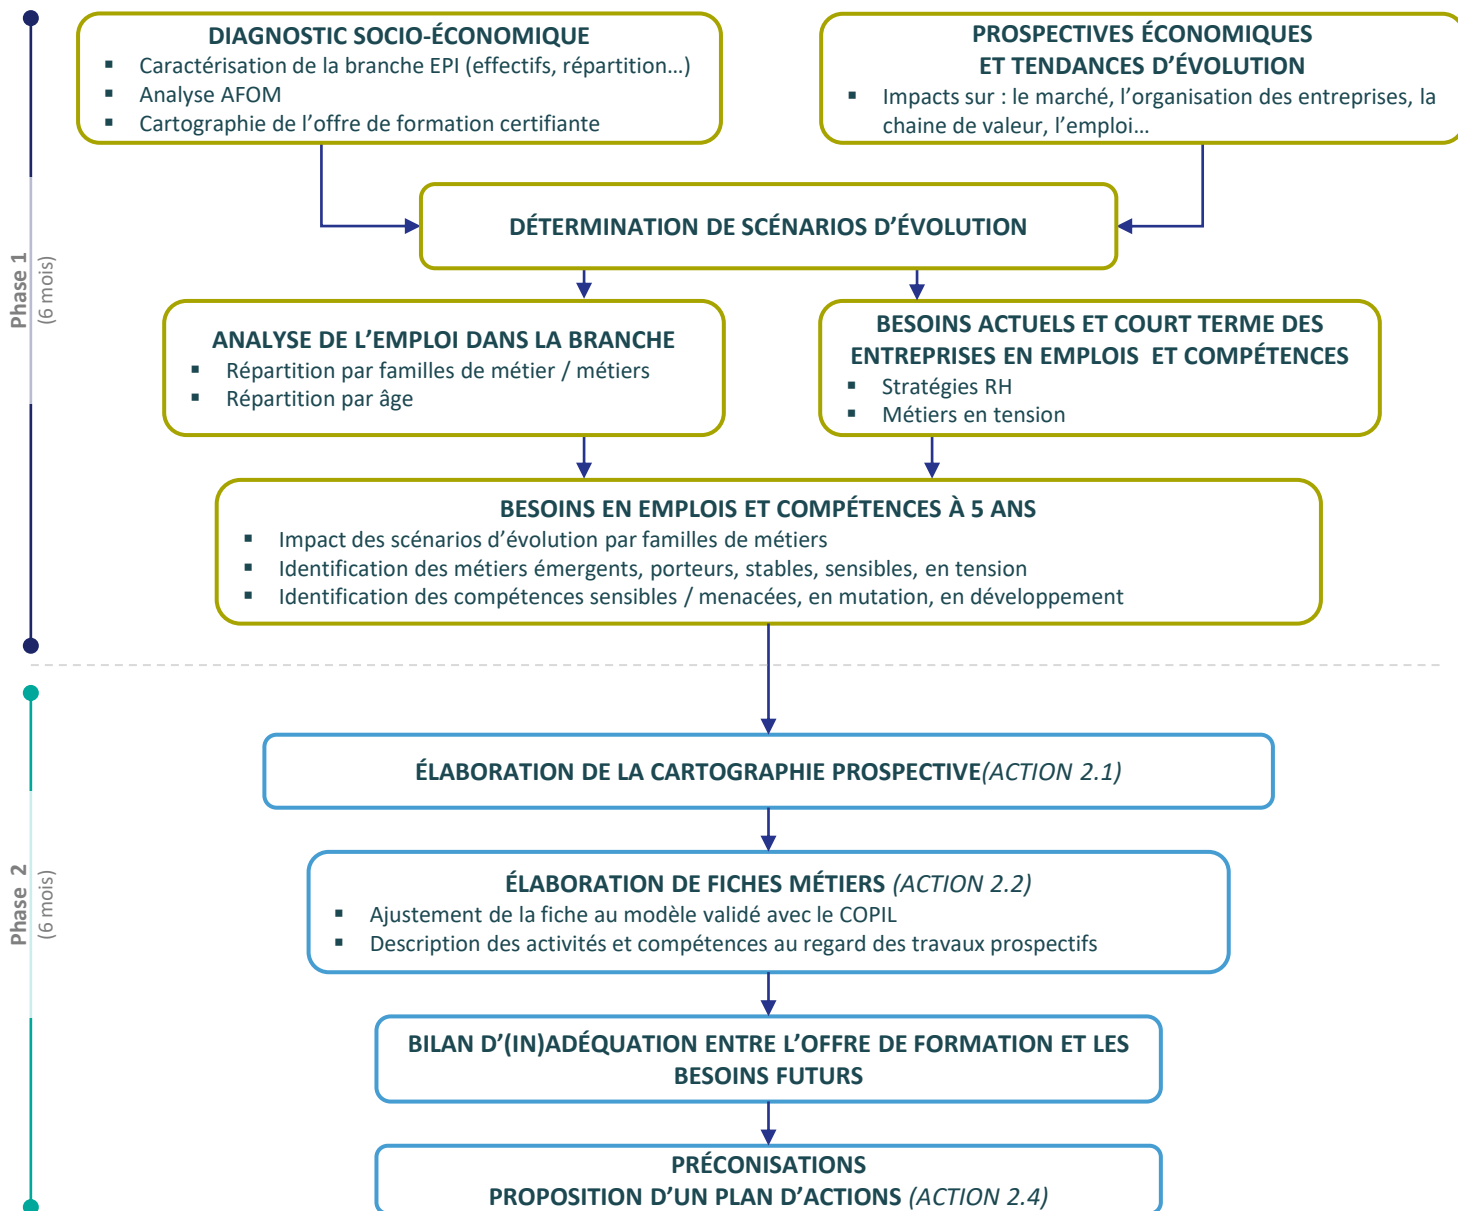 DIAGNOSTIC SOCIO-ÉCONOMIQUE
▪ Caractérisation de la branche EPI (effectifs, répartition…)
▪ Analyse AFOM
▪ Cartographie de l’offre de formation certifiante
PROSPECTIVES ÉCONOMIQUES
ET TENDANCES D’ÉVOLUTION
▪ Impacts sur : le marché, l’organisation des entreprises, la
chaine de valeur, l’emploi…
DÉTERMINATION DE SCÉNARIOS D’ÉVOLUTION
Phase 1
(6 mois)
ANALYSE DE L’EMPLOI DANS LA BRANCHE
▪ Répartition par familles de métier / métiers
▪ Répartition par âge
BESOINS ACTUELS ET COURT TERME DES
ENTREPRISES EN EMPLOIS ET COMPÉTENCES
▪ Stratégies RH
▪ Métiers en tension
BESOINS EN EMPLOIS ET COMPÉTENCES À 5 ANS
▪ Impact des scénarios d’évolution par familles de métiers
▪ Identification des métiers émergents, porteurs, stables, sensibles, en tension
▪ Identification des compétences sensibles / menacées, en mutation, en développement
ÉLABORATION DE LA CARTOGRAPHIE PROSPECTIVE(ACTION 2.1)
Phase 2
(6 mois)
ÉLABORATION DE FICHES MÉTIERS (ACTION 2.2)
▪ Ajustement de la fiche au modèle validé avec le COPIL
▪ Description des activités et compétences au regard des travaux prospectifs
BILAN D’(IN)ADÉQUATION ENTRE L’OFFRE DE FORMATION ET LES
BESOINS FUTURS
PRÉCONISATIONS
PROPOSITION D’UN PLAN D’ACTIONS (ACTION 2.4)